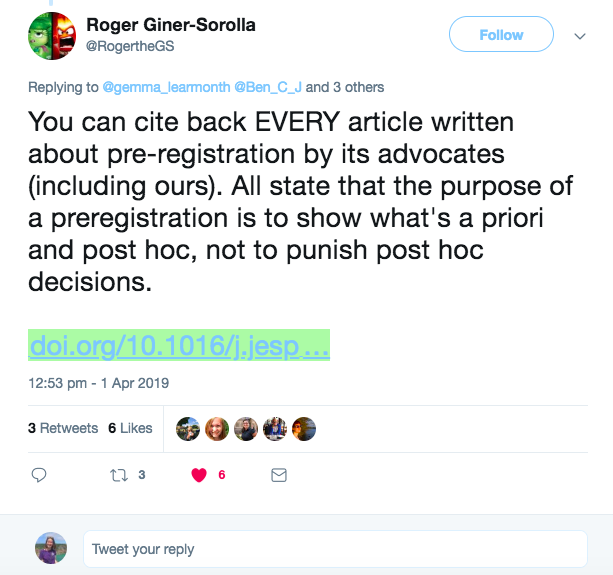 Roger Giner-Sorolla
@RogertheGS
Follow
Replying to @gemma_learmonth @Ben_C_J and 3 others
You can cite back EVERY article written
about pre-registration by its advocates
(including ours). All state that the purpose of
a preregistration is to show what's a priori
and post hoc, not to punish post hoc
decisions.
doi.org/10.1016/j.jesp…
12:53 pm - 1 Apr 2019
3 Retweets 6 Likes
3 6
Tweet your reply